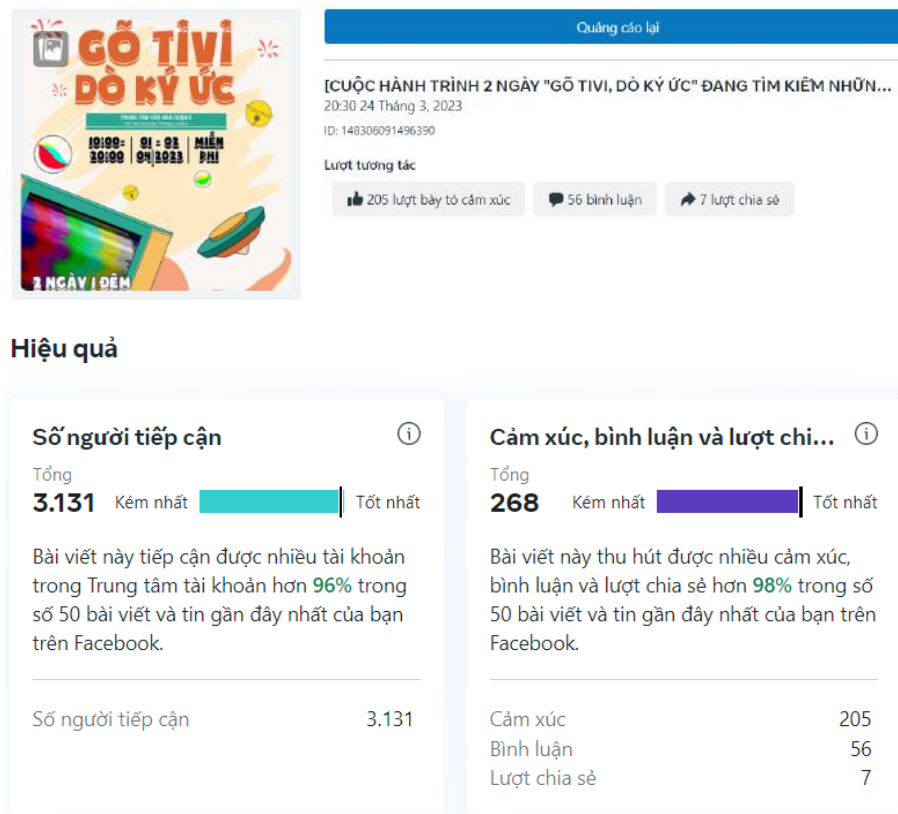 GÕ TIVI
DÒ KÝ ỨC
TRUNG TÂM VĂN HOÁ QUẬN 5
10:00- | 01 - 02 | MIỄN
20:00 | 04|2023 | PHÍ
2 NGÀY 1 ĐÊM
Quảng cáo lại
[CUỘC HÀNH TRÌNH 2 NGÀY "GÕ TIVI, DÒ KÝ ỨC" ĐANG TÌM KIẾM NHỮN...
20:30 24 Tháng 3, 2023
ID: 148306091496390
Lượt tương tác
205 lượt bày tỏ cảm xúc
56 bình luận
7 lượt chia sẻ
Hiệu quả
Số người tiếp cận
Tổng
3.131 Kém nhất Tốt nhất
Bài viết này tiếp cận được nhiều tài khoản
trong Trung tâm tài khoản hơn 96% trong
số 50 bài viết và tin gần đây nhất của bạn
trên Facebook.
Số người tiếp cận 3.131
Cảm xúc, bình luận và lượt chi...
Tổng
268 Kém nhất Tốt nhất
Bài viết này thu hút được nhiều cảm xúc,
bình luận và lượt chia sẻ hơn 98% trong số
50 bài viết và tin gần đây nhất của bạn trên
Facebook.
Cảm xúc 205
Bình luận 56
Lượt chia sẻ 7